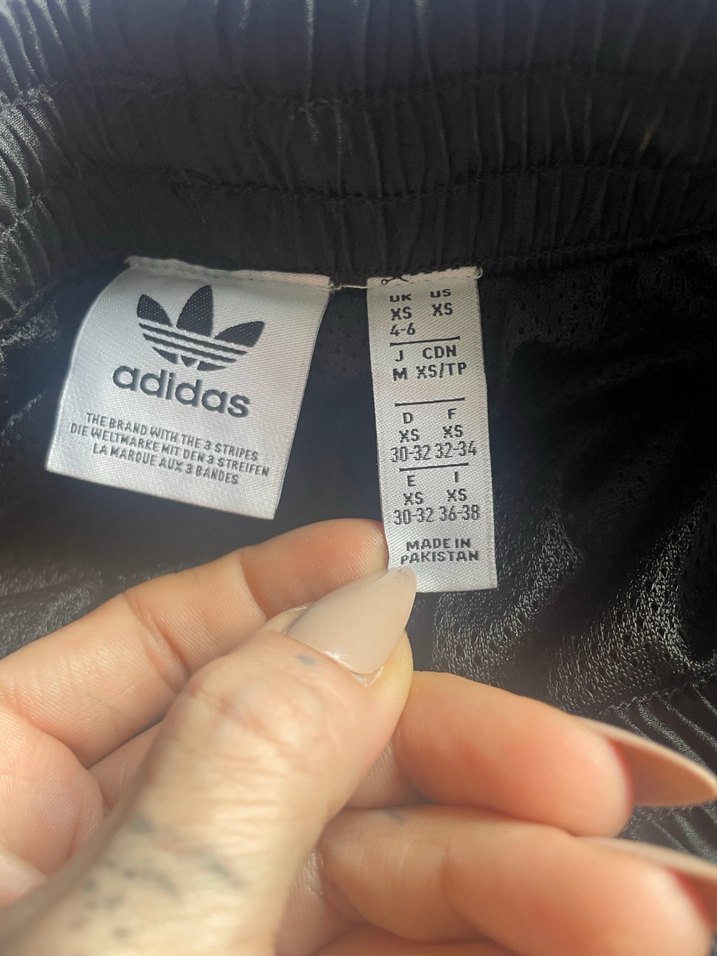 adidas
THE BRAND WITH THE 3 STRIPES
DIE WELTMARKE MIT DEN 3 STREIFEN
LA MARQUE AUX 3 BANDES
UK US
XS XS
4-6
J CDN
M XS/TP
D F
XS XS
30-32 32-34
E I
XS XS
30-32 36-38
MADE IN
PAKISTAN